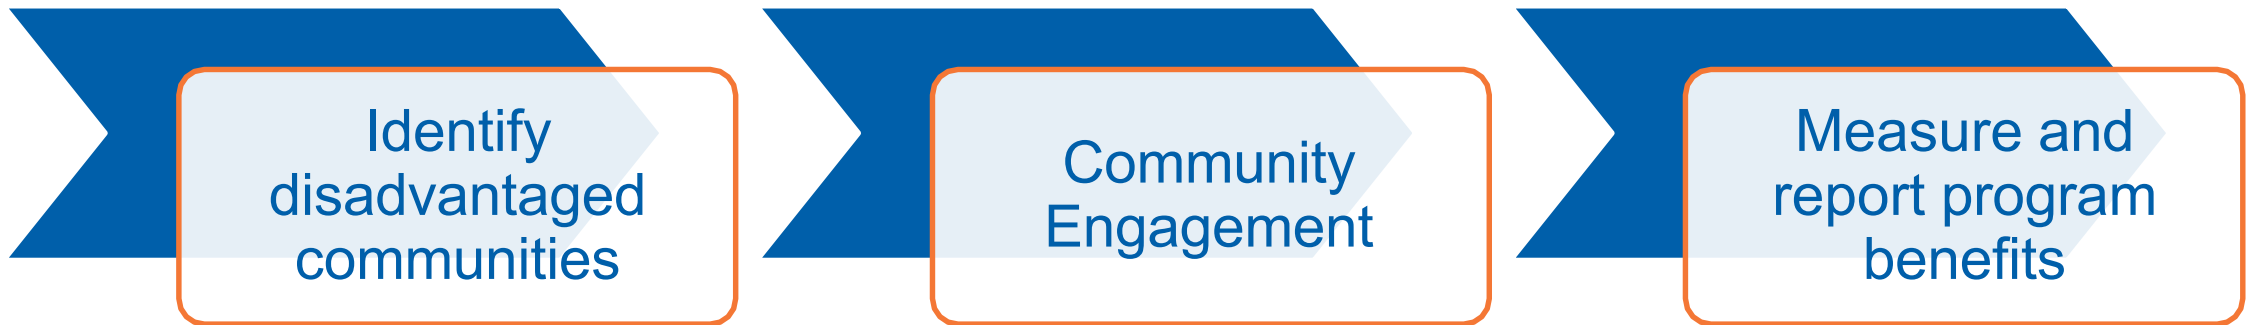 Identify
disadvantaged
communities
Community
Engagement
Measure and
report program
benefits